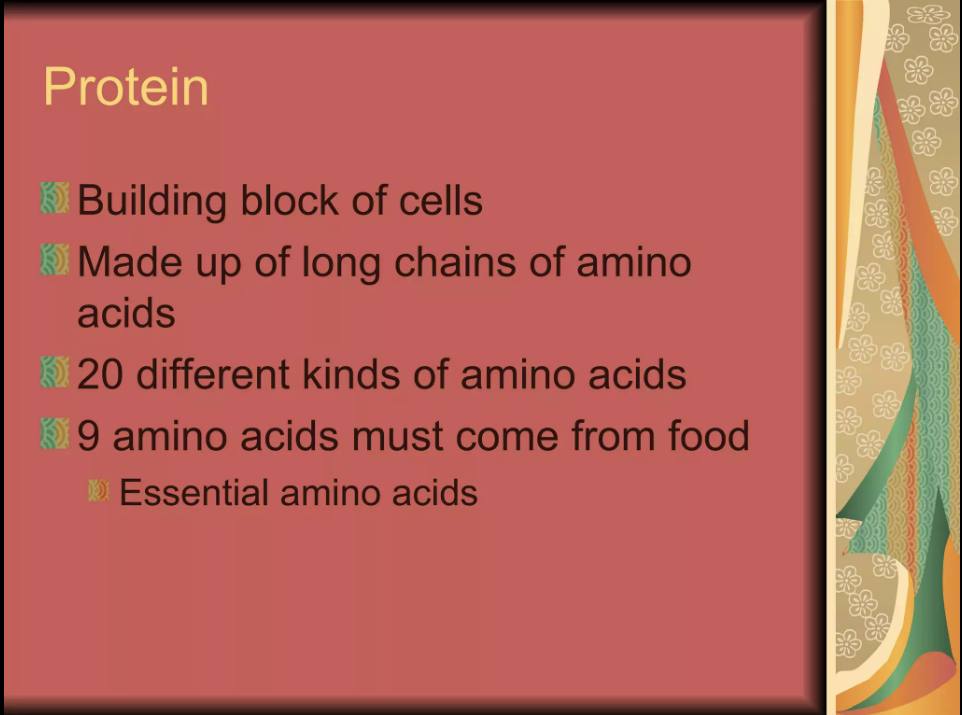 Protein
Building block of cells
Made up of long chains of amino
acids
20 different kinds of amino acids
9 amino acids must come from food
Essential amino acids